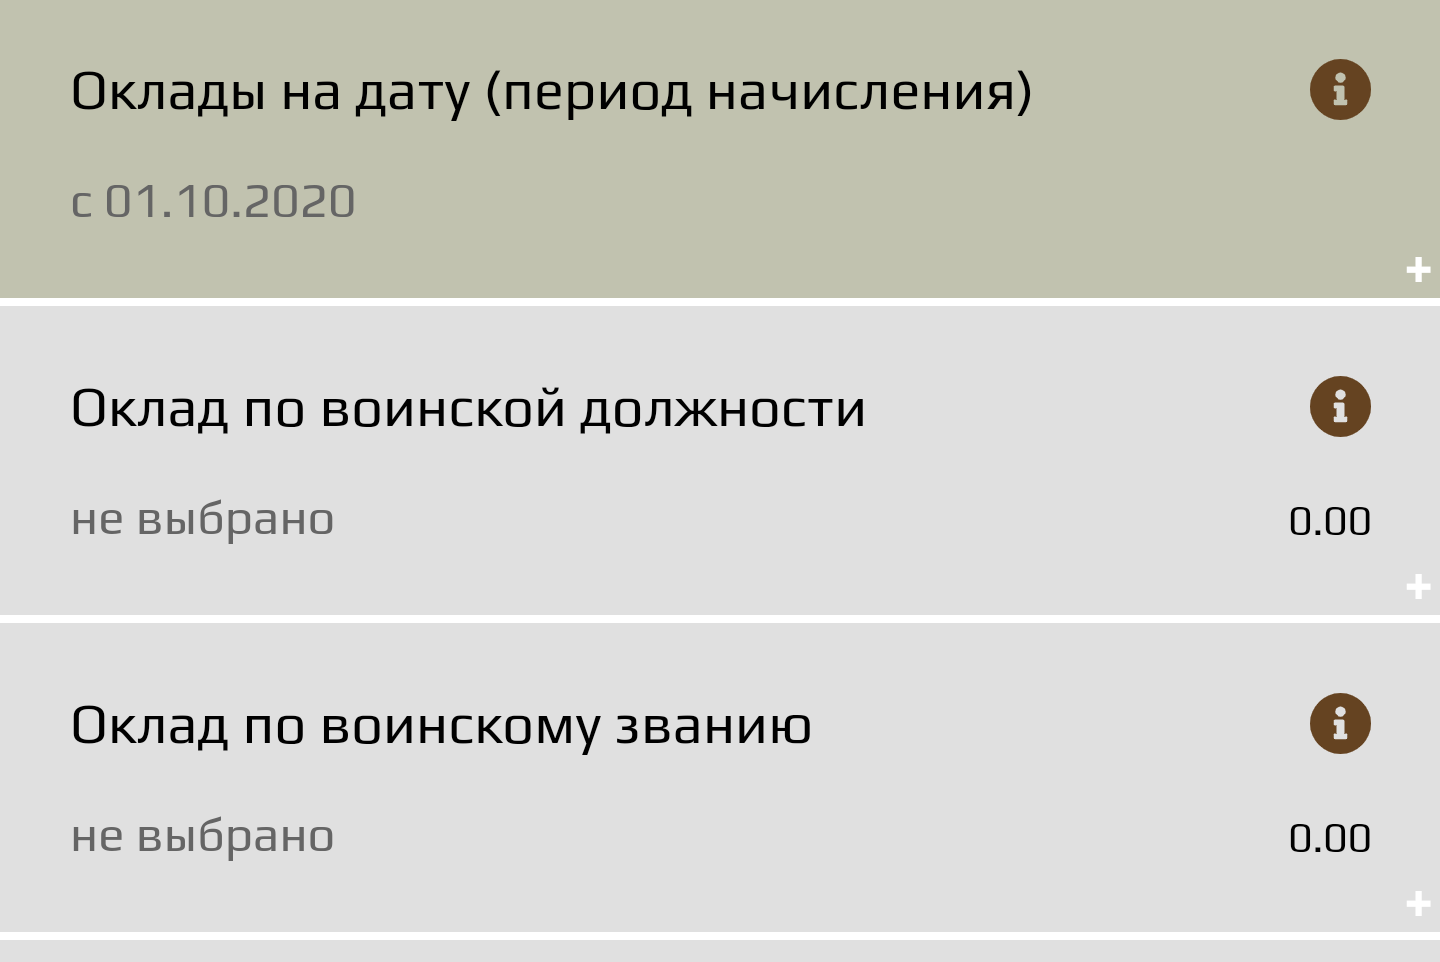 Оклады на дату (период начисления)
с 01.10.2020
Оклад по воинской должности
не выбрано 0.00
Оклад по воинскому званию
не выбрано 0.00